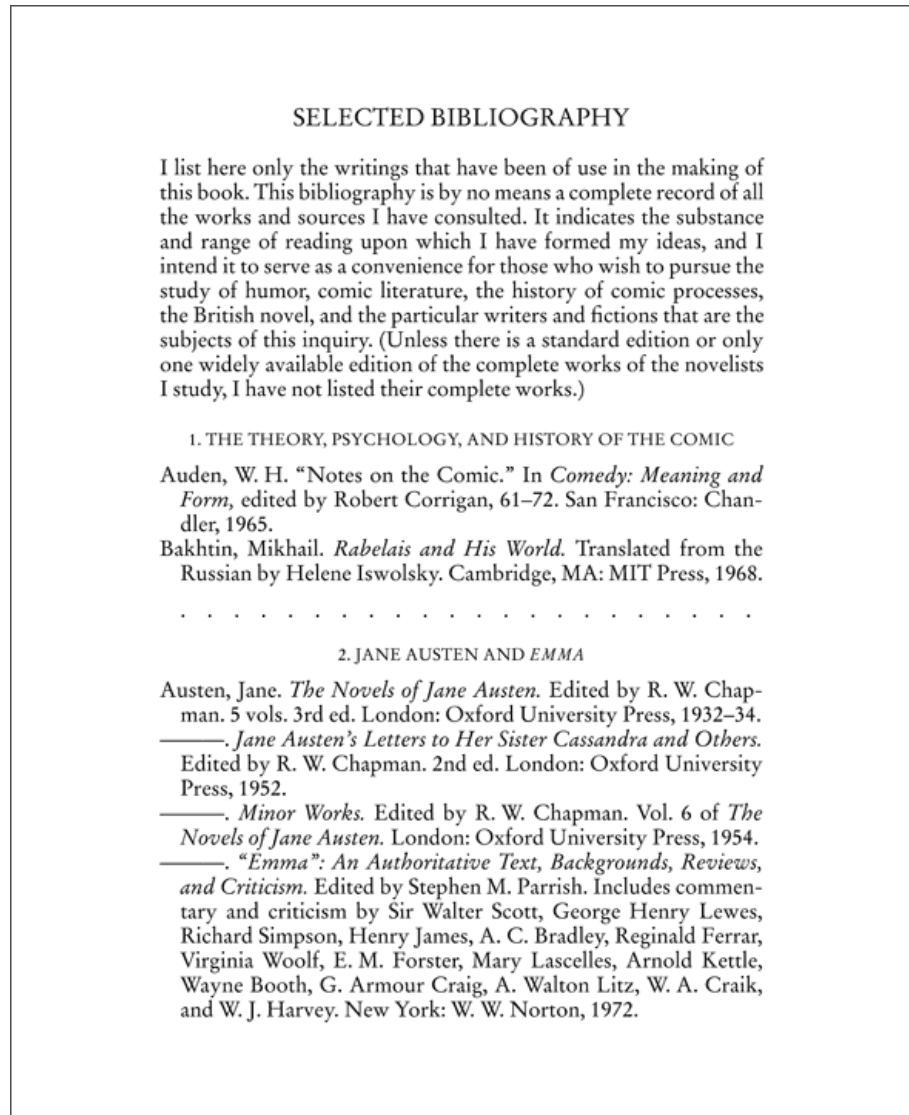 SELECTED BIBLIOGRAPHY
I list here only the writings that have been of use in the making of
this book. This bibliography is by no means a complete record of all
the works and sources I have consulted. It indicates the substance
and range of reading upon which I have formed my ideas, and I
intend it to serve as a convenience for those who wish to pursue the
study of humor, comic literature, the history of comic processes,
the British novel, and the particular writers and fictions that are the
subjects of this inquiry. (Unless there is a standard edition or only
one widely available edition of the complete works of the novelists
I study, I have not listed their complete works.)
1. THE THEORY, PSYCHOLOGY, AND HISTORY OF THE COMIC
Auden, W. H. “Notes on the Comic.” In Comedy: Meaning and
Form, edited by Robert Corrigan, 61–72. San Francisco: Chan-
dler, 1965.
Bakhtin, Mikhail. Rabelais and His World. Translated from the
Russian by Helene Iswolsky. Cambridge, MA: MIT Press, 1968.
. . . . . . . . . . . . . . . . . . . . . .
2. JANE AUSTEN AND EMMA
Austen, Jane. The Novels of Jane Austen. Edited by R. W. Chap-
man. 5 vols. 3rd ed. London: Oxford University Press, 1932–34.
———. Jane Austen’s Letters to Her Sister Cassandra and Others.
Edited by R. W. Chapman. 2nd ed. London: Oxford University
Press, 1952.
———. Minor Works. Edited by R. W. Chapman. Vol. 6 of The
Novels of Jane Austen. London: Oxford University Press, 1954.
———. “Emma”: An Authoritative Text, Backgrounds, Reviews,
and Criticism. Edited by Stephen M. Parrish. Includes commen-
tary and criticism by Sir Walter Scott, George Henry Lewes,
Richard Simpson, Henry James, A. C. Bradley, Reginald Ferrar,
Virginia Woolf, E. M. Forster, Mary Lascelles, Arnold Kettle,
Wayne Booth, G. Armour Craig, A. Walton Litz, W. A. Craik,
and W. J. Harvey. New York: W. W. Norton, 1972.